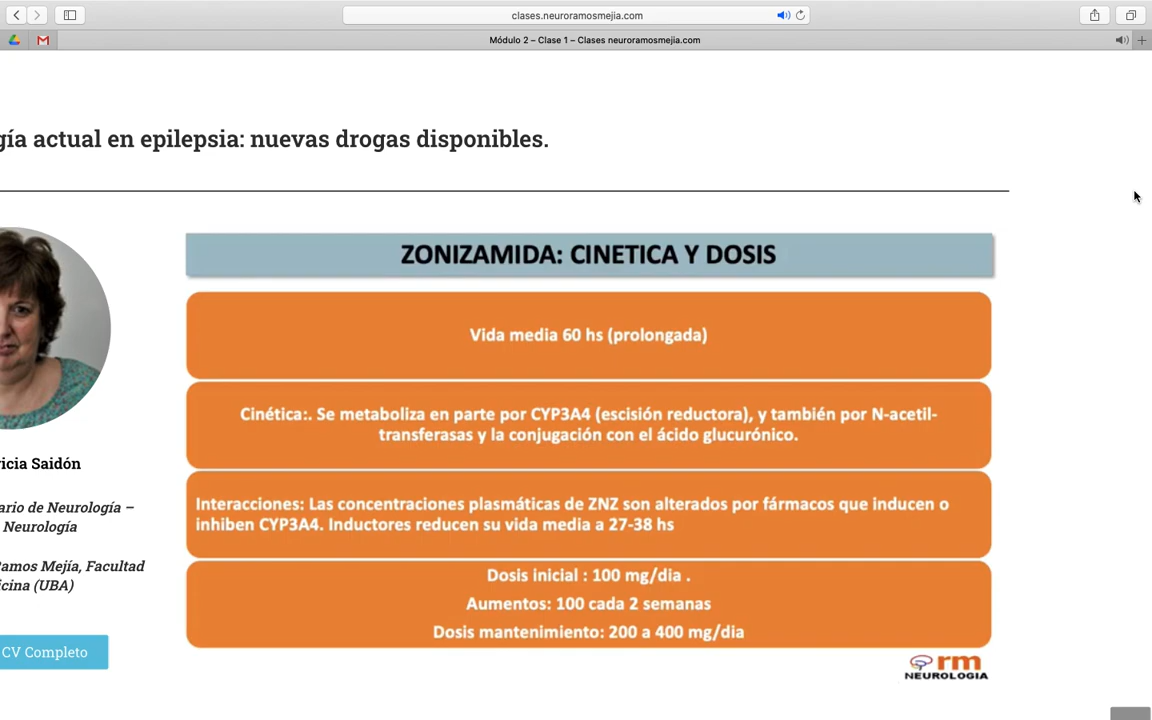 clases.neuroramosmejia.com
Módulo 2 – Clase 1 – Clases neuroramosmejia.com
gía actual en epilepsia: nuevas drogas disponibles.
ZONIZAMIDA: CINETICA Y DOSIS
Vida media 60 hs (prolongada)
Cinética:. Se metaboliza en parte por CYP3A4 (escisión reductora), y también por N-acetil-
transferasas y la conjugación con el ácido glucurónico.
Interacciones: Las concentraciones plasmáticas de ZNZ son alterados por fármacos que inducen o
inhiben CYP3A4. Inductores reducen su vida media a 27-38 hs
Dosis inicial : 100 mg/dia .
Aumentos: 100 cada 2 semanas
Dosis mantenimiento: 200 a 400 mg/dia
rm
NEUROLOGIA
icia Saidón
ario de Neurología –
Neurología
Ramos Mejía, Facultad
icina (UBA)
CV Completo